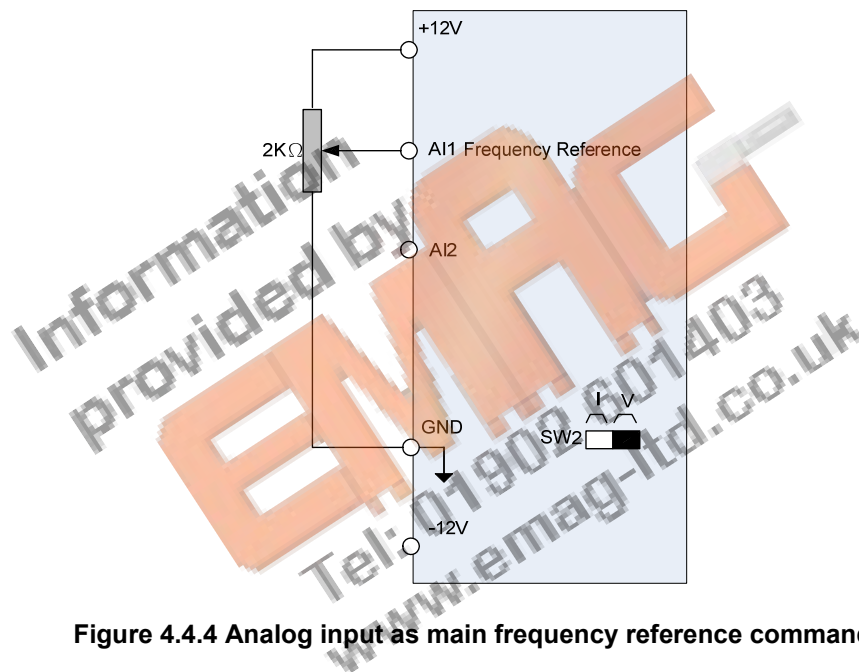 +12V
2KΩ
AI1 Frequency Reference
AI2
GND
I V
SW2
-12V
Information
provided by
EMAG
Tel: 01902 601403
www.emag-ltd.co.uk
Figure 4.4.4 Analog input as main frequency reference comman